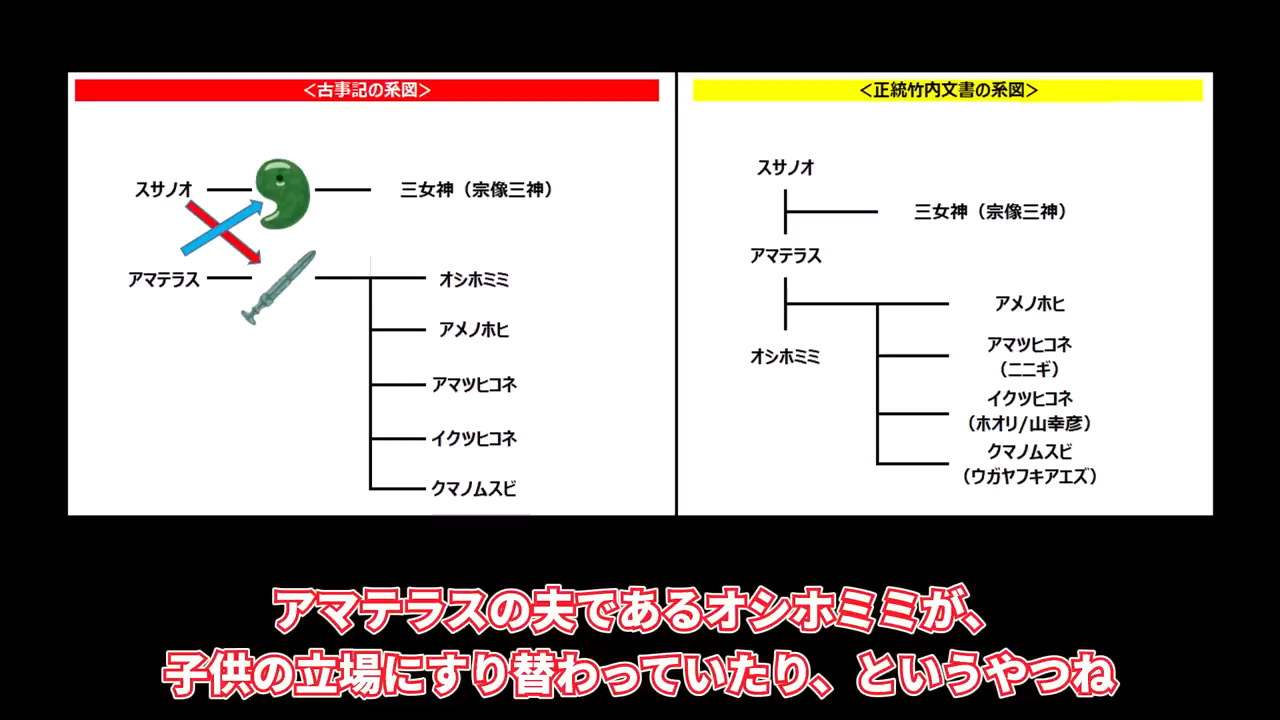 <古事記の系図>
スサノオ
三女神（宗像三神）
アマテラス
オシホミミ
アメノホヒ
アマツヒコネ
イクツヒコネ
クマノムスビ
<正統竹内文書の系図>
スサノオ
三女神（宗像三神）
アマテラス
アメノホヒ
アマツヒコネ
（ニニギ）
オシホミミ
イクツヒコネ
（ホオリ/山幸彦）
クマノムスビ
（ウガヤフキアエズ）
アマテラスの夫であるオシホミミが、
子供の立場にすり替わっていたり、というやつね